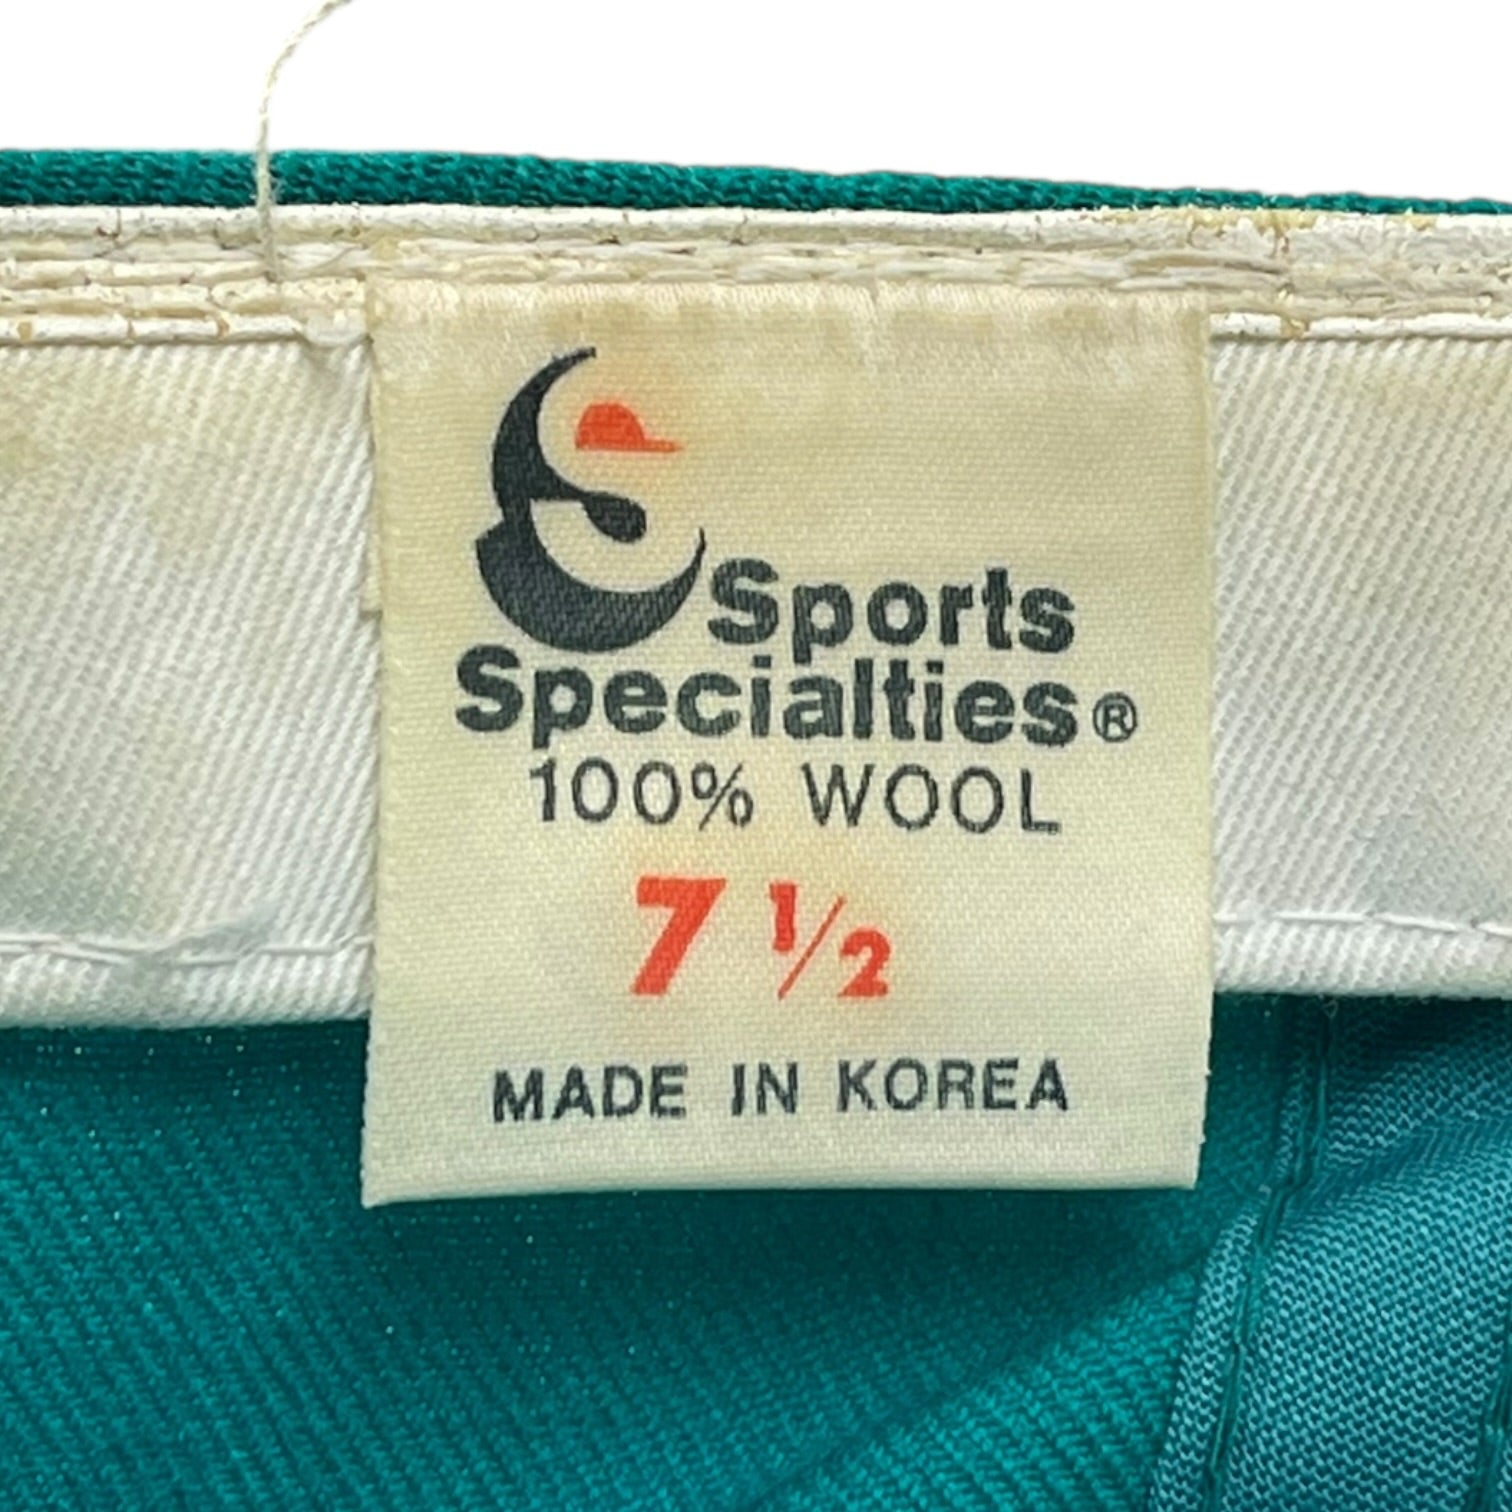 Sports
Specialties®
100% WOOL
7 1/2
MADE IN KOREA